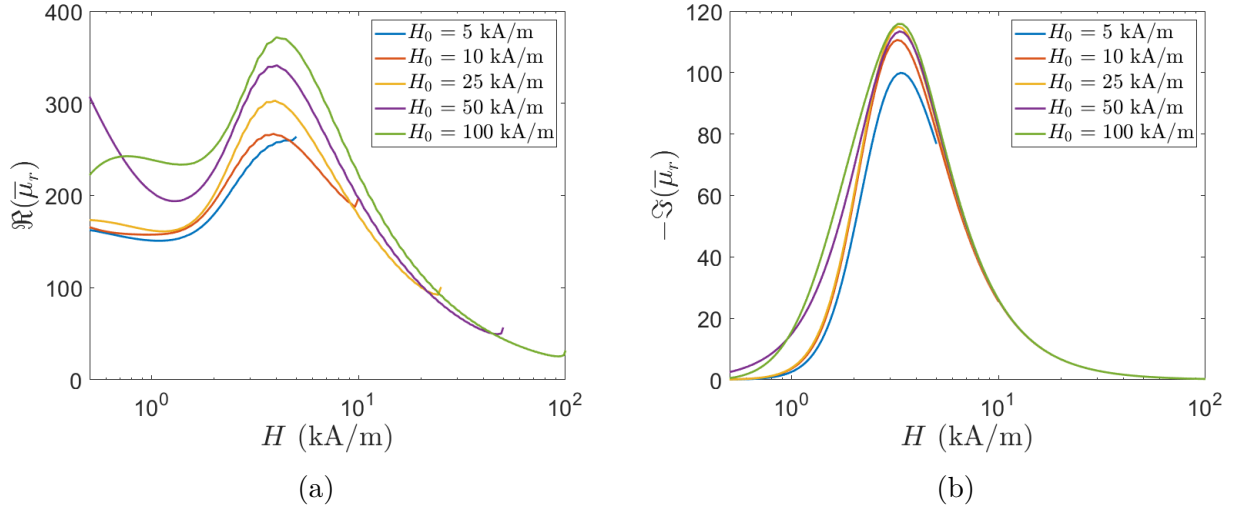 400
300
200
100
0
10^0
10^1
10^2
ℜ(μ̅_r)
H (kA/m)
H_0 = 5 kA/m
H_0 = 10 kA/m
H_0 = 25 kA/m
H_0 = 50 kA/m
H_0 = 100 kA/m
(a)
120
100
80
60
40
20
0
10^0
10^1
10^2
−ℑ(μ̅_r)
H (kA/m)
H_0 = 5 kA/m
H_0 = 10 kA/m
H_0 = 25 kA/m
H_0 = 50 kA/m
H_0 = 100 kA/m
(b)